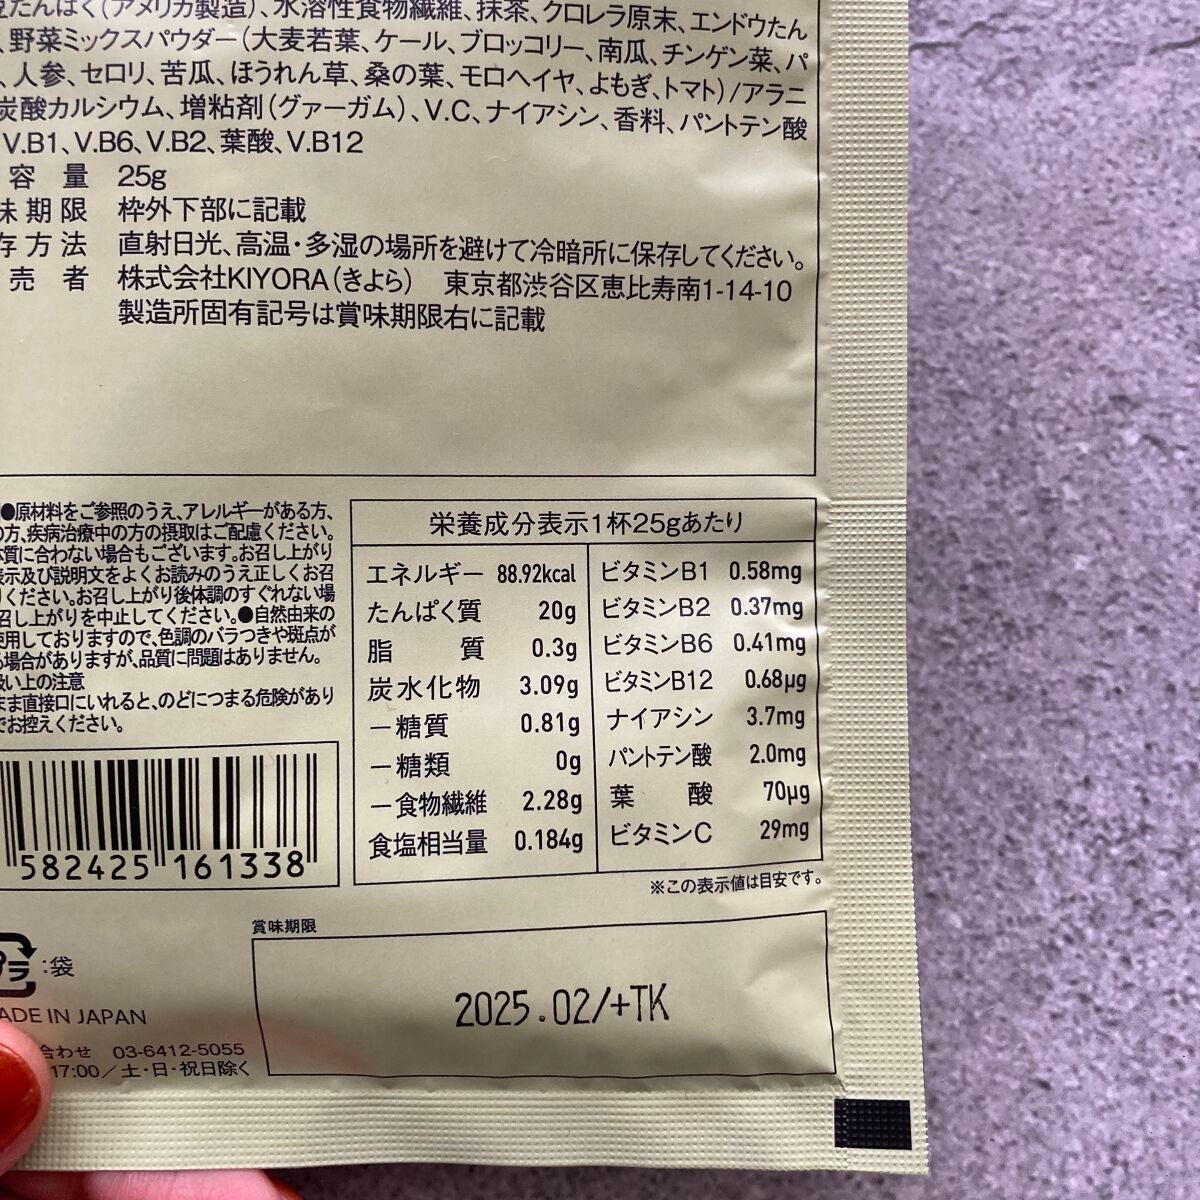 たんぱく(アメリカ製造)、水溶性食物繊維、抹茶、クロレラ原末、エンドウたん
、野菜ミックスパウダー(大麦若葉、ケール、ブロッコリー、南瓜、チンゲン菜、パ
、人参、セロリ、苦瓜、ほうれん草、桑の葉、モロヘイヤ、よもぎ、トマト)/アラニ
炭酸カルシウム、増粘剤(グァーガム)、V.C、ナイアシン、香料、パントテン酸
V.B1、V.B6、V.B2、葉酸、V.B12
容量 25g
味期限 枠外下部に記載
存方法 直射日光、高温・多湿の場所を避けて冷暗所に保存してください。
売者 株式会社KIYORA(きよら) 東京都渋谷区恵比寿南1-14-10
製造所固有記号は賞味期限右に記載
●原材料をご参照のうえ、アレルギーがある方、
の方、疾病治療中の方の摂取はご配慮ください。
体質に合わない場合もございます。お召し上がり
表示及び説明文をよくお読みのうえ正しくお召
りください。お召し上がり後体調のすぐれない場
召し上がりを中止してください。●自然由来の
使用しておりますので、色調のバラつきや斑点が
る場合がありますが、品質に問題はありません。
扱い上の注意
まま直接口にいれると、のどにつまる危険があり
でお控えください。
栄養成分表示1杯25gあたり
エネルギー 88.92kcal
たんぱく質 20g
脂質 0.3g
炭水化物 3.09g
―糖質 0.81g
―糖類 0g
―食物繊維 2.28g
食塩相当量 0.184g
ビタミンB1 0.58mg
ビタミンB2 0.37mg
ビタミンB6 0.41mg
ビタミンB12 0.68μg
ナイアシン 3.7mg
パントテン酸 2.0mg
葉酸 70μg
ビタミンC 29mg
※この表示値は目安です。
582425 161338
賞味期限
2025.02/+TK
プラ :袋
ADE IN JAPAN
合わせ 03-6412-5055
17:00/土・日・祝日除く